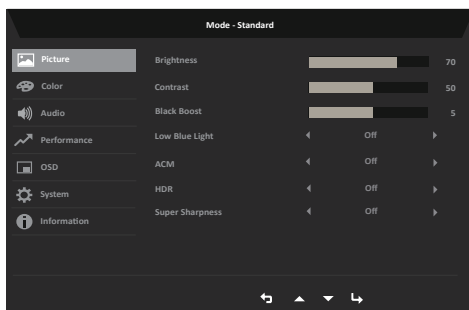 Mode - Standard
Picture
Brightness 70
Color
Contrast 50
Audio
Black Boost 5
Performance
Low Blue Light Off
OSD
ACM Off
System
HDR Off
Information
Super Sharpness Off